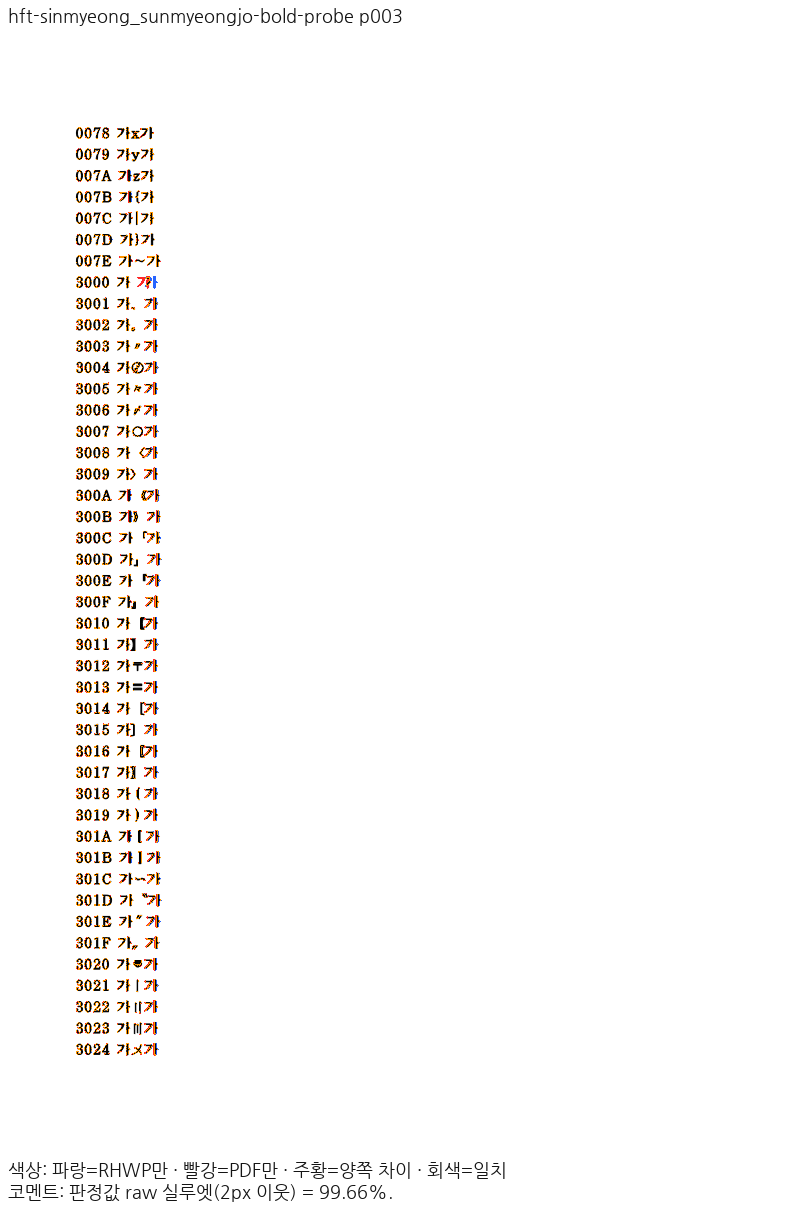 hft-sinmyeong_sunmyeongjo-bold-probe p003
0078 가x가
0079 가y가
007A 가z가
007B 가{가
007C 가|가
007D 가}가
007E 가~가
3000 가 가
3001 가、가
3002 가。가
3003 가〃가
3004 가〄가
3005 가々가
3006 가〆가
3007 가〇가
3008 가〈가
3009 가〉가
300A 가《가
300B 가》가
300C 가「가
300D 가」가
300E 가『가
300F 가』가
3010 가【가
3011 가】가
3012 가〒가
3013 가〓가
3014 가〔가
3015 가〕가
3016 가〖가
3017 가〗가
3018 가〘가
3019 가〙가
301A 가〚가
301B 가〛가
301C 가〜가
301D 가〝가
301E 가〞가
301F 가〟가
3020 가〠가
3021 가〡가
3022 가〢가
3023 가〣가
3024 가〤가
색상: 파랑=RHWP만 · 빨강=PDF만 · 주황=양쪽 차이 · 회색=일치
코멘트: 판정값 raw 실루엣(2px 이웃) = 99.66%.